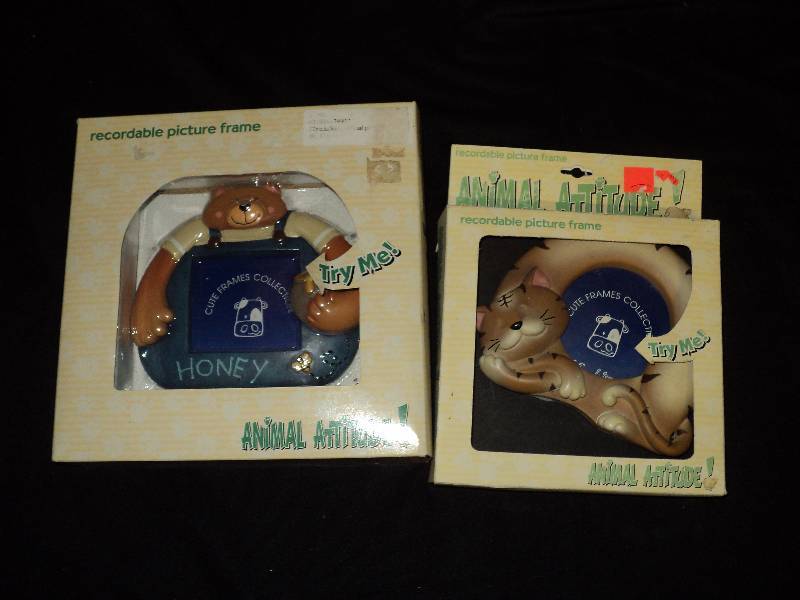 recordable picture frame
Try Me!
CUTE FRAMES COLLECTION
HONEY
ANIMAL ATTITUDE!
recordable picture frame
ANIMAL ATTITUDE!
recordable picture frame
CUTE FRAMES COLLECTION
Try Me!
ANIMAL ATTITUDE!